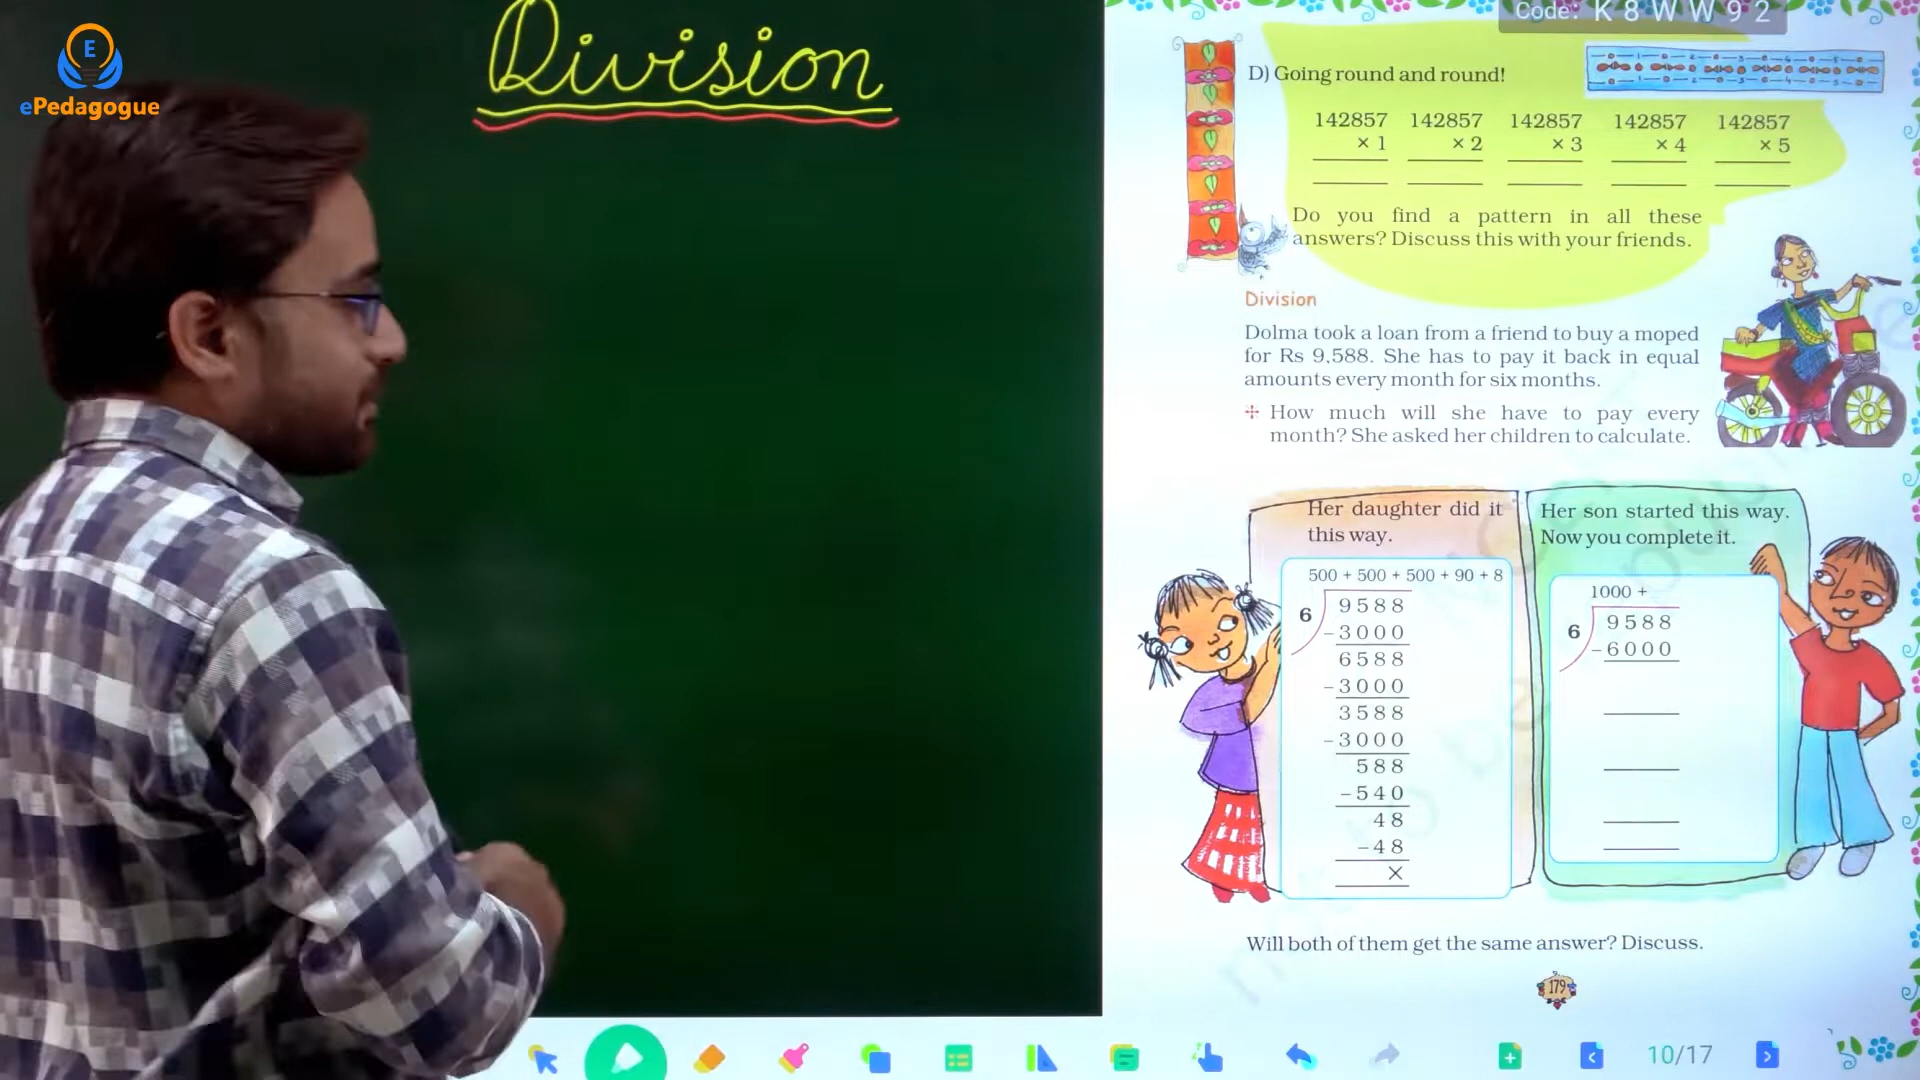 E
ePedagogue
Division
Code: K 8 W W 9 2
D) Going round and round!
142857 142857 142857 142857 142857
× 1 × 2 × 3 × 4 × 5
Do you find a pattern in all these
answers? Discuss this with your friends.
Division
Dolma took a loan from a friend to buy a moped
for Rs 9,588. She has to pay it back in equal
amounts every month for six months.
How much will she have to pay every
month? She asked her children to calculate.
Her daughter did it
this way.
500 + 500 + 500 + 90 + 8
6 9588
–3000
6588
–3000
3588
–3000
588
–540
48
–48
×
Her son started this way.
Now you complete it.
1000 +
6 9588
–6000
Will both of them get the same answer? Discuss.
179
10/17